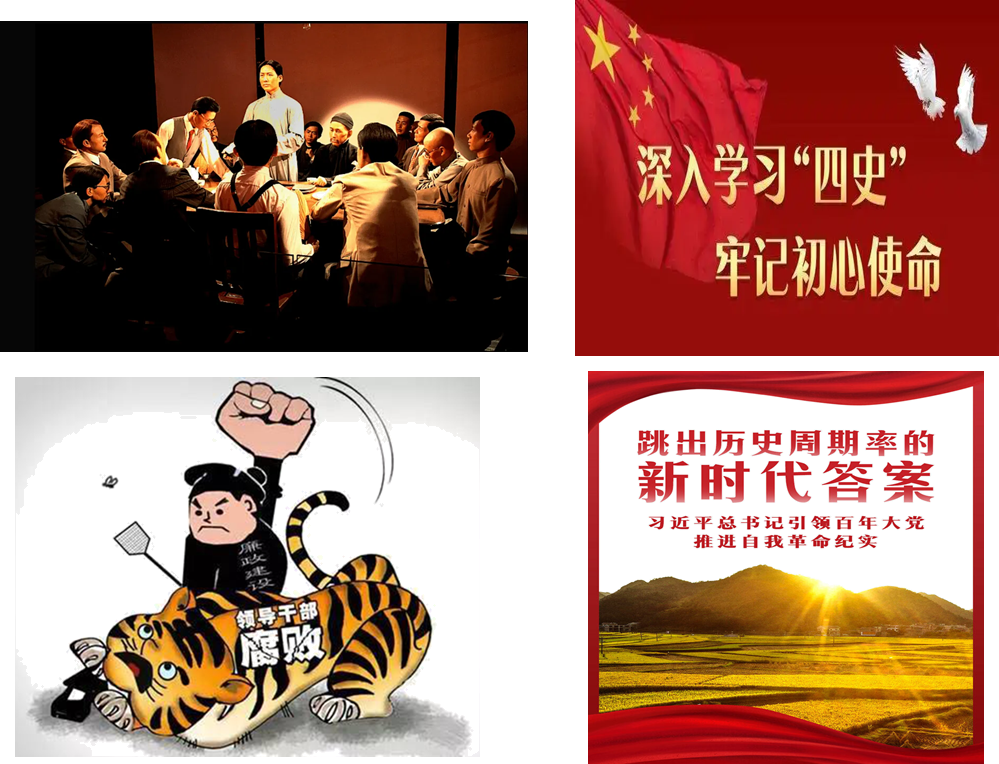 深入学习“四史”
牢记初心使命
廉政建设
领导干部
腐败
跳出历史周期率的
新时代答案
习近平总书记引领百年大党
推进自我革命纪实